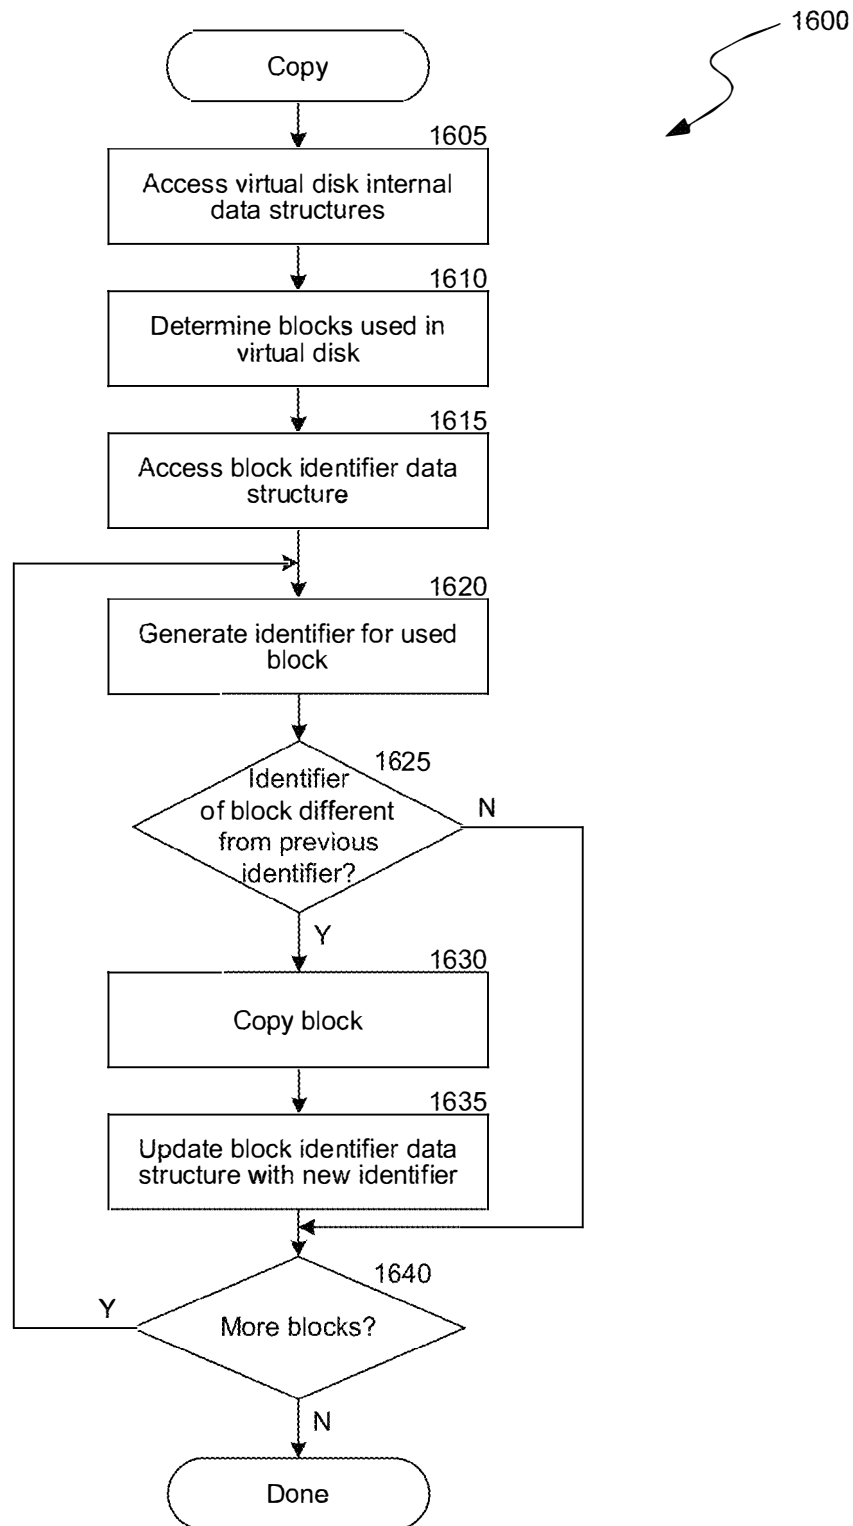 1600
Copy
1605
Access virtual disk internal
data structures
1610
Determine blocks used in
virtual disk
1615
Access block identifier data
structure
1620
Generate identifier for used
block
1625
Identifier
of block different
from previous
identifier?
N
Y
1630
Copy block
1635
Update block identifier data
structure with new identifier
1640
Y
More blocks?
N
Done